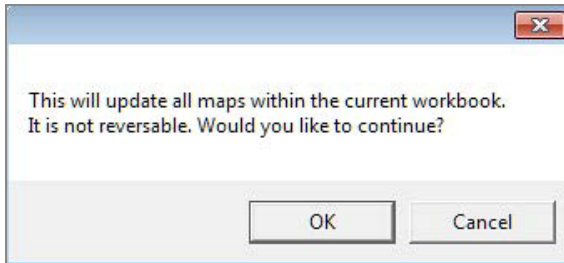 This will update all maps within the current workbook.
It is not reversable. Would you like to continue?
OK Cancel